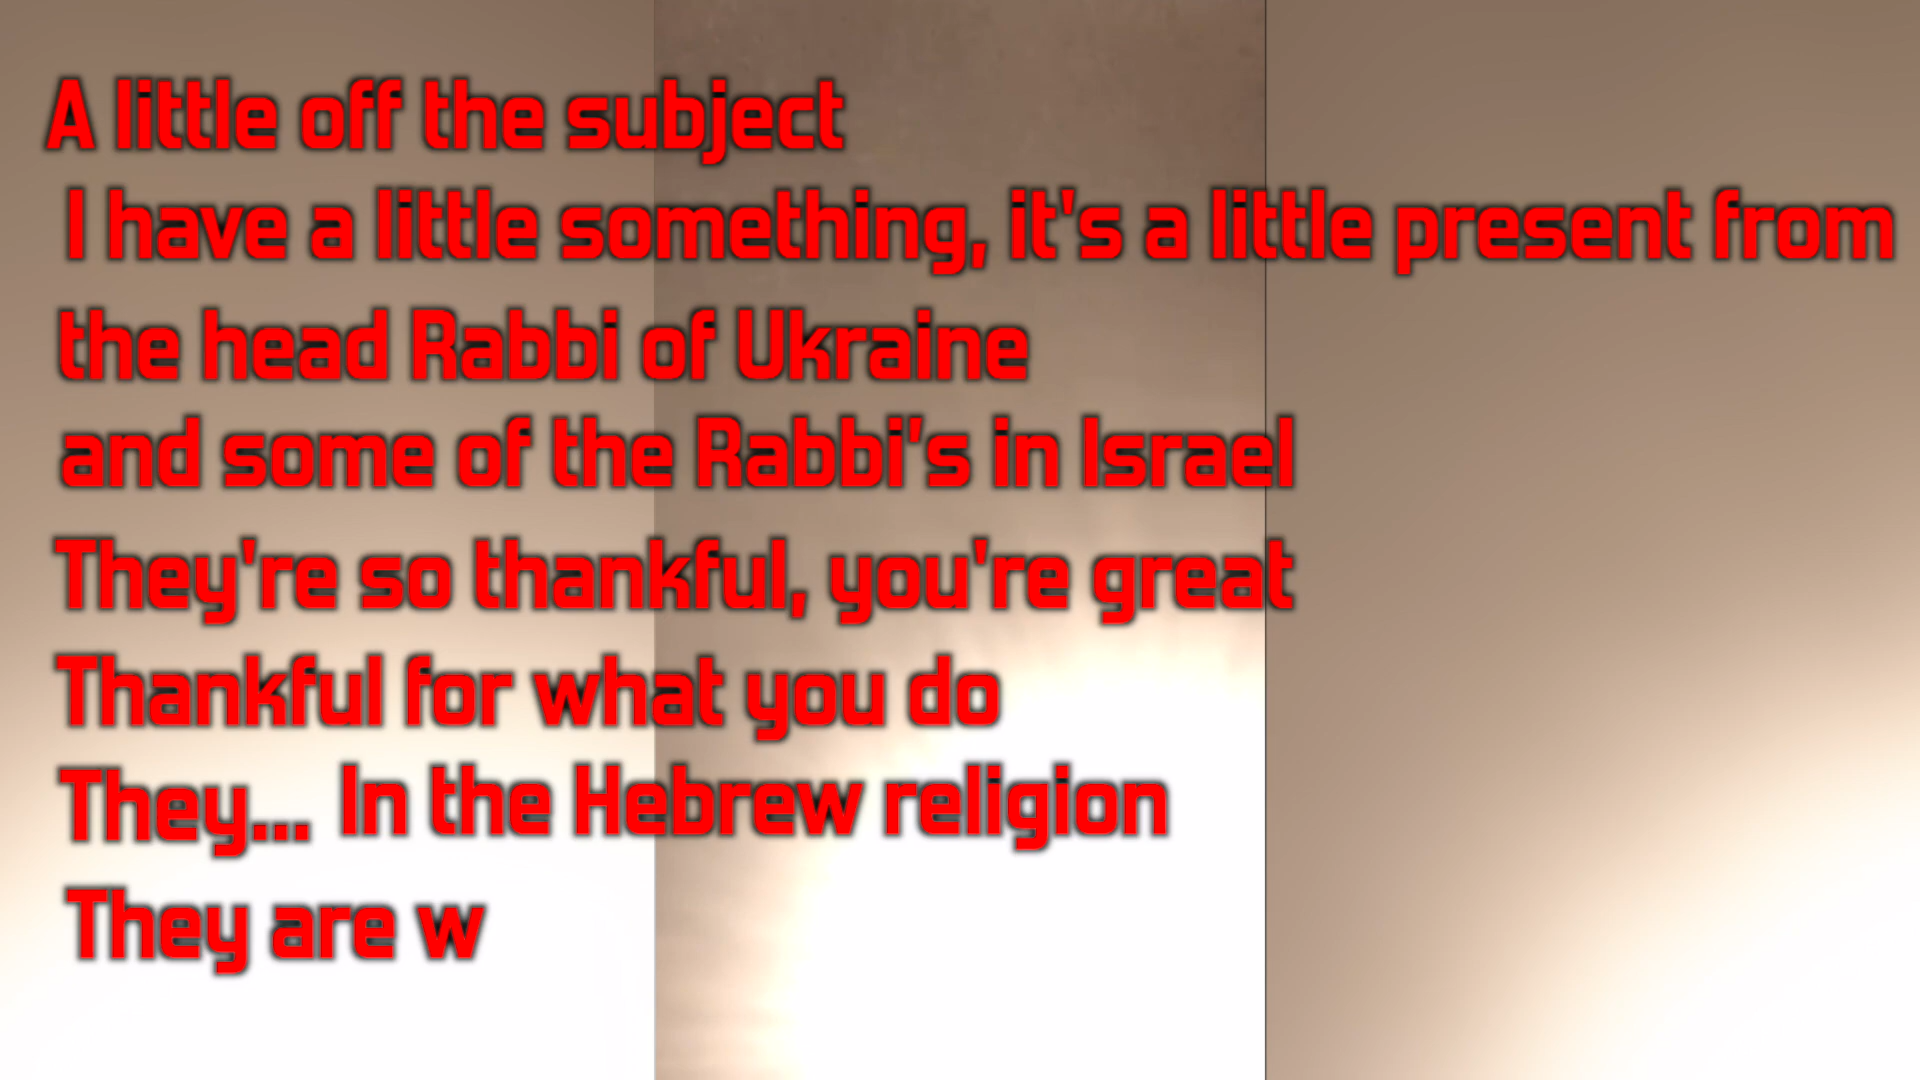 A little off the subject
I have a little something, it's a little present from
the head Rabbi of Ukraine
and some of the Rabbi's in Israel
They're so thankful, you're great
Thankful for what you do
They... In the Hebrew religion
They are w